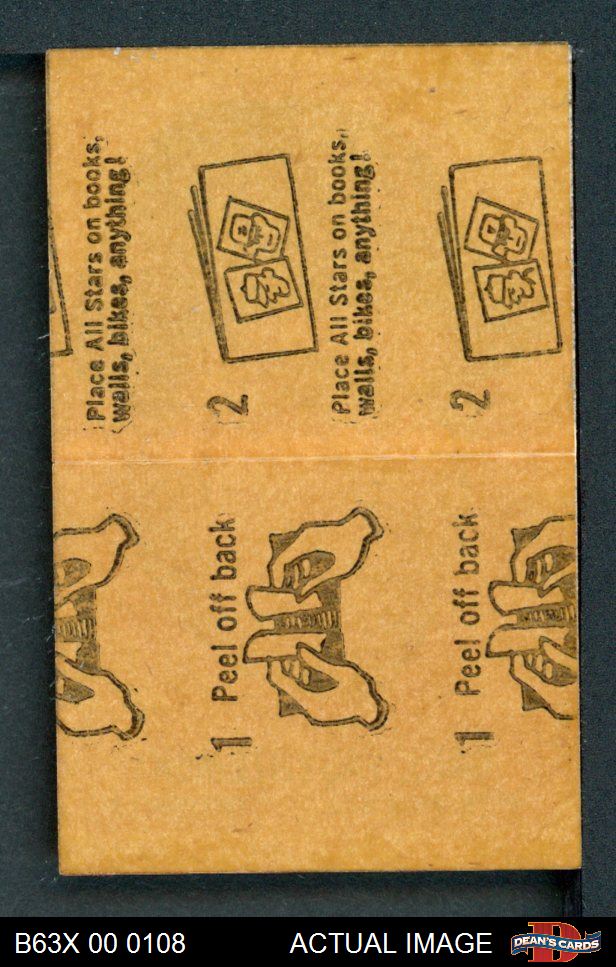 Place All Stars on books,
walls, bikes, anything!
2
Place All Stars on books,
walls, bikes, anything!
2
1 Peel off back
1 Peel off back
B63X 00 0108
ACTUAL IMAGE
D
DEAN'S CARDS